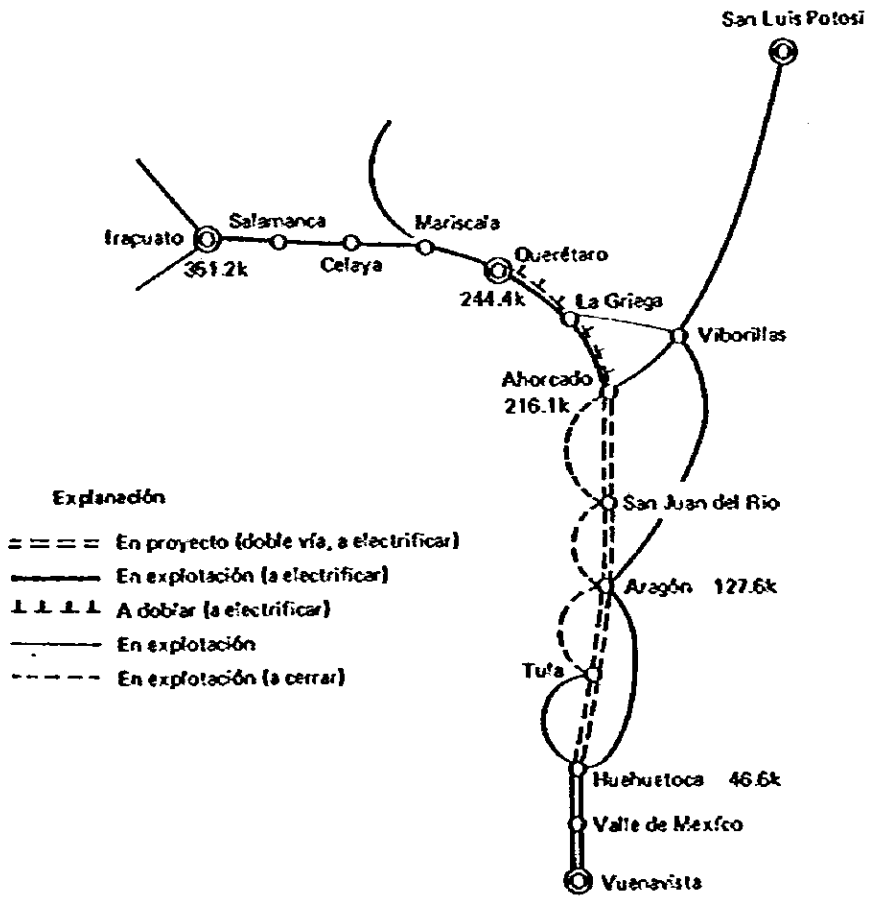 San Luis Potosí
Irapuato
351.2k
Salamanca
Celaya
Mariscala
Querétaro
244.4k
La Griega
Viborillas
Ahorcado
216.1k
San Juan del Rio
Aragón 127.6k
Tula
Huehuetoca 46.6k
Valle de Mexico
Vuenavista
Explanación
En proyecto (doble vía, a electrificar)
En explotación (a electrificar)
A doblar (a electrificar)
En explotación
En explotación (a cerrar)